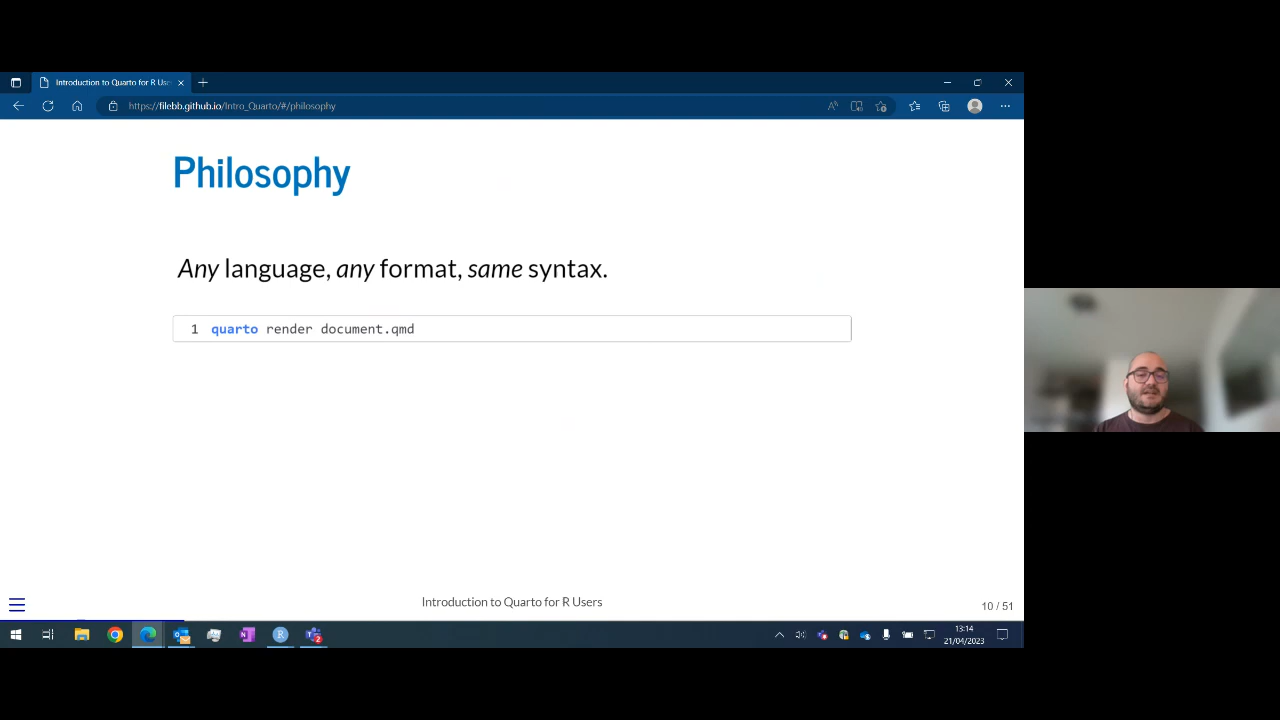 Introduction to Quarto for R Us
https://filebb.github.io/Intro_Quarto/#/philosophy
Philosophy
Any language, any format, same syntax.
1 quarto render document.qmd
Introduction to Quarto for R Users
10 / 51
13:14
21/04/2023